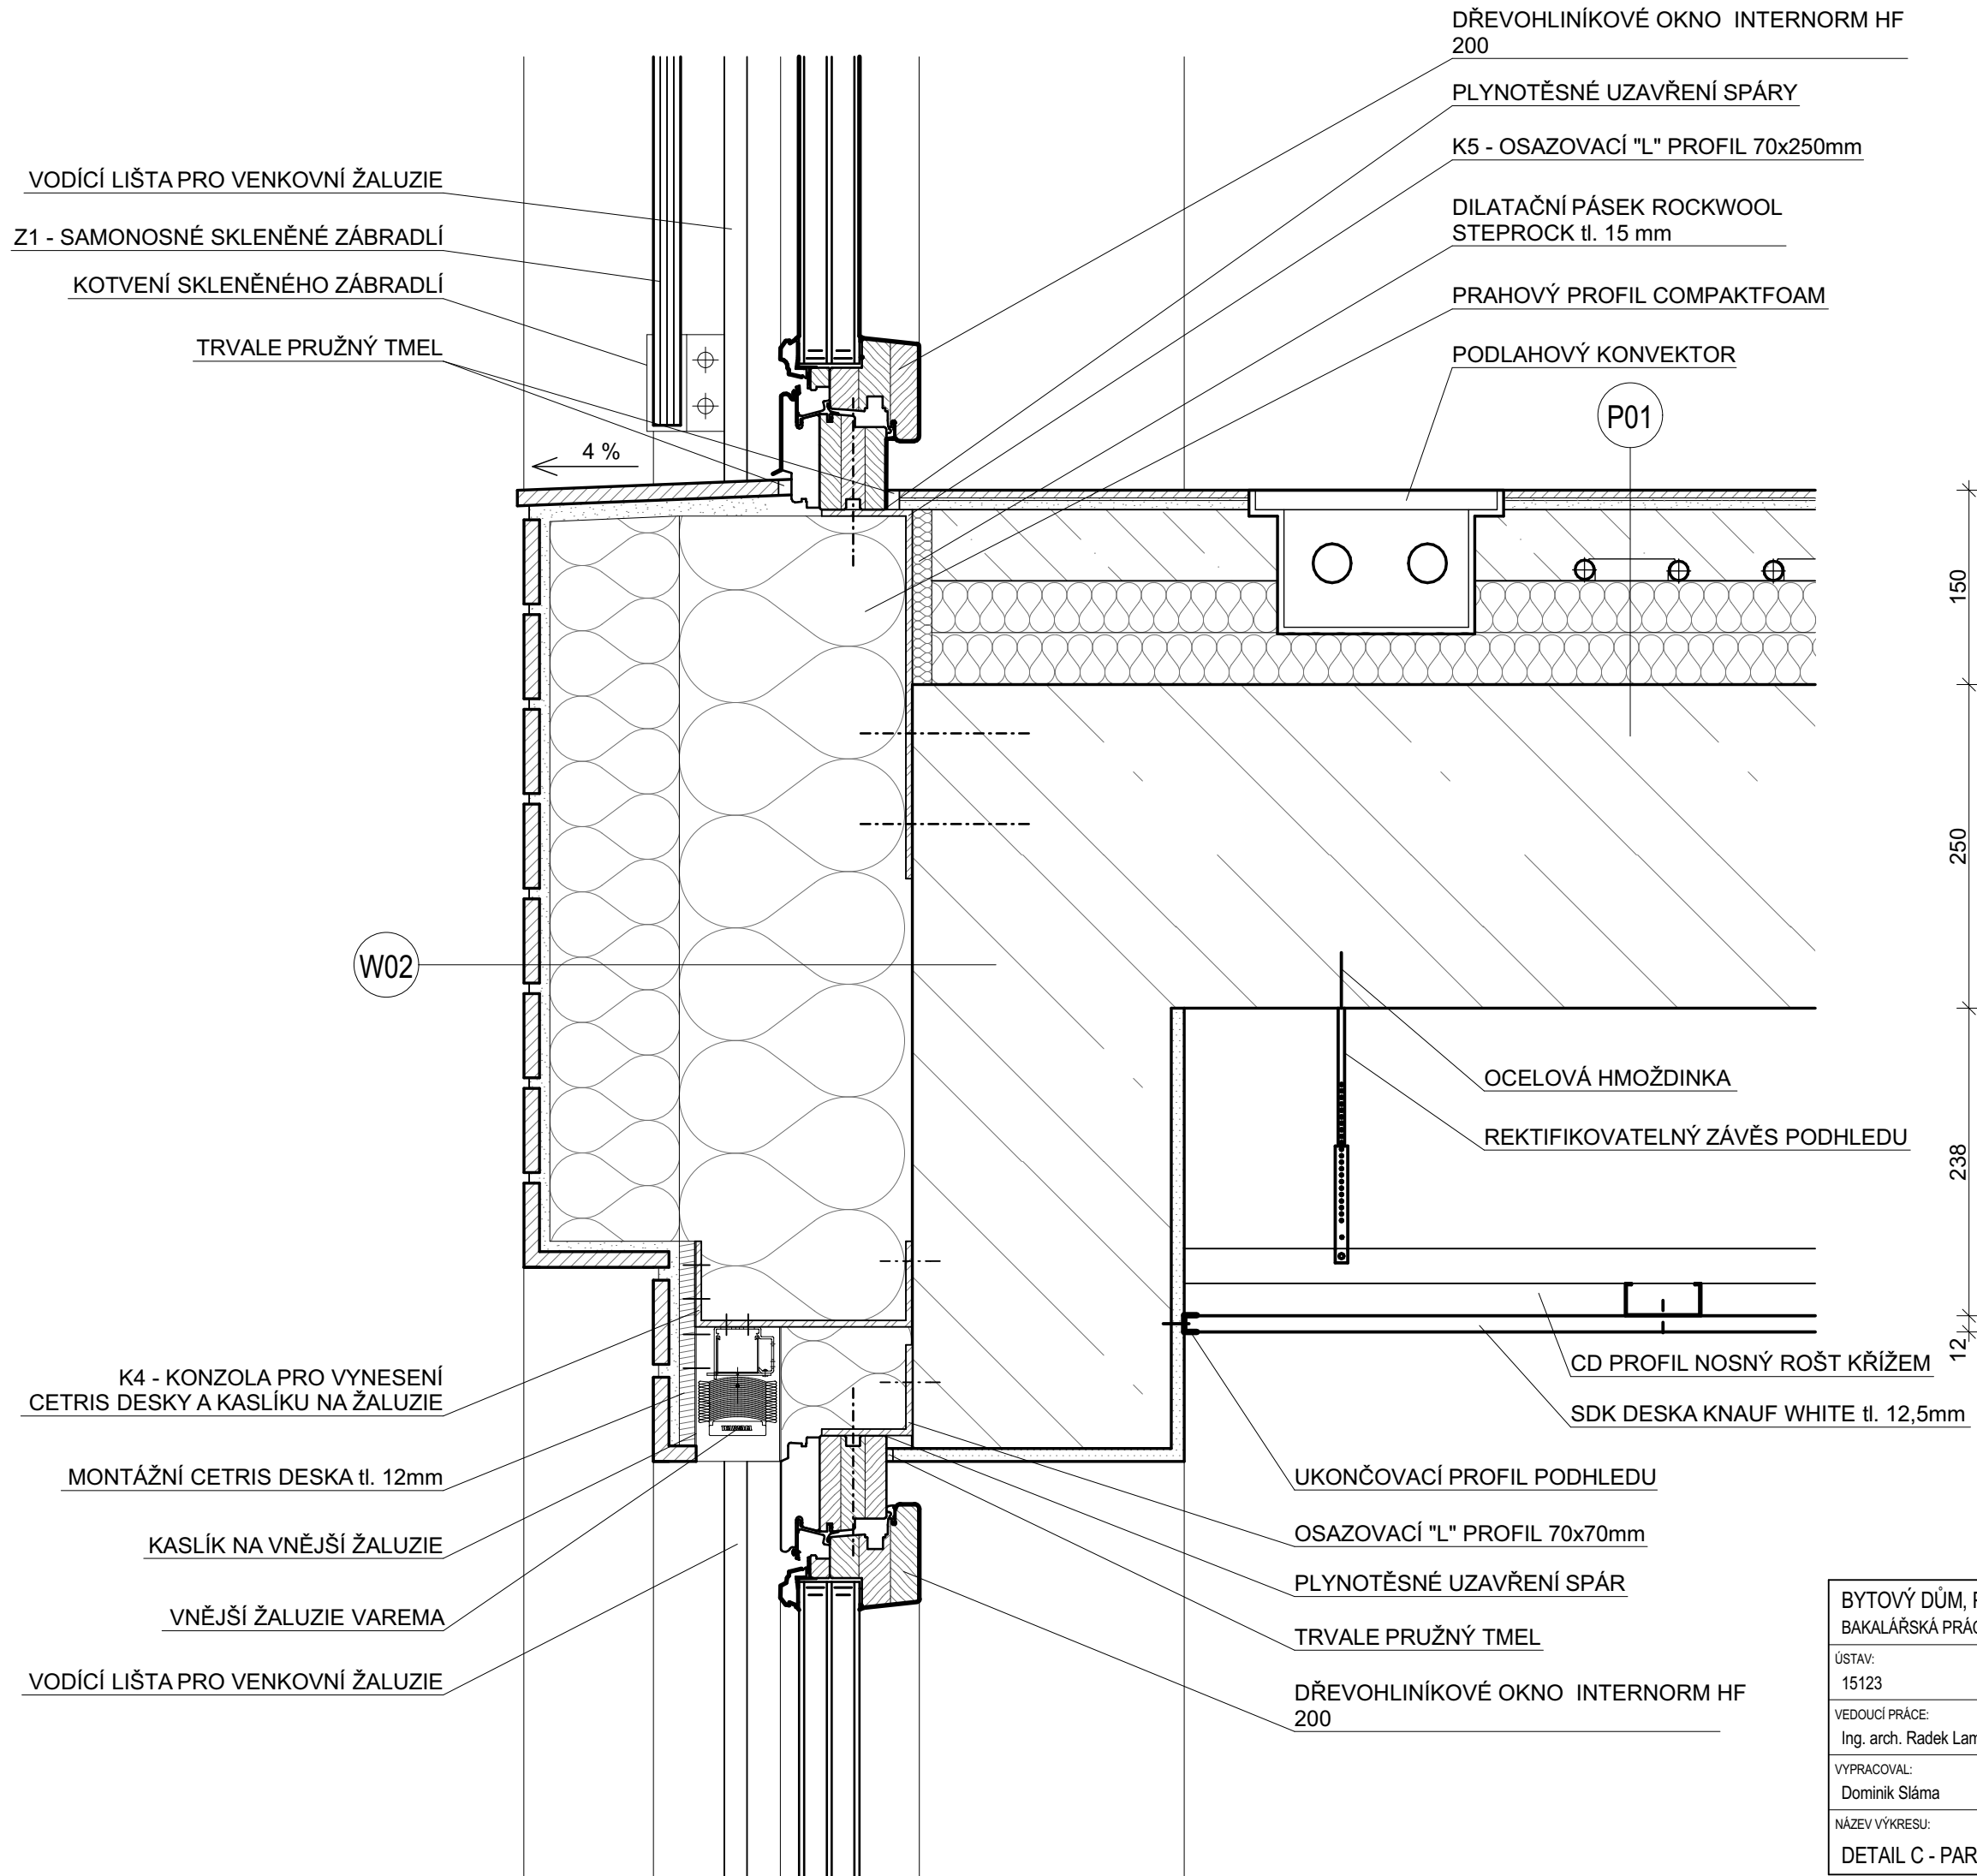 DŘEVOHLINÍKOVÉ OKNO INTERNORM HF
200
PLYNOTĚSNÉ UZAVŘENÍ SPÁRY
K5 - OSAZOVACÍ "L" PROFIL 70x250mm
DILATAČNÍ PÁSEK ROCKWOOL
STEPROCK tl. 15 mm
PRAHOVÝ PROFIL COMPAKTFOAM
PODLAHOVÝ KONVEKTOR
P01
VODÍCÍ LIŠTA PRO VENKOVNÍ ŽALUZIE
Z1 - SAMONOSNÉ SKLENĚNÉ ZÁBRADLÍ
KOTVENÍ SKLENĚNÉHO ZÁBRADLÍ
TRVALE PRUŽNÝ TMEL
4 %
150
250
238
12
W02
OCELOVÁ HMOŽDINKA
REKTIFIKOVATELNÝ ZÁVĚS PODHLEDU
CD PROFIL NOSNÝ ROŠT KŘÍŽEM
SDK DESKA KNAUF WHITE tl. 12,5mm
K4 - KONZOLA PRO VYNESENÍ
CETRIS DESKY A KASLÍKU NA ŽALUZIE
MONTÁŽNÍ CETRIS DESKA tl. 12mm
KASLÍK NA VNĚJŠÍ ŽALUZIE
VNĚJŠÍ ŽALUZIE VAREMA
VODÍCÍ LIŠTA PRO VENKOVNÍ ŽALUZIE
UKONČOVACÍ PROFIL PODHLEDU
OSAZOVACÍ "L" PROFIL 70x70mm
PLYNOTĚSNÉ UZAVŘENÍ SPÁR
TRVALE PRUŽNÝ TMEL
DŘEVOHLINÍKOVÉ OKNO INTERNORM HF
200
BYTOVÝ DŮM,
BAKALÁŘSKÁ PRÁC
ÚSTAV:
15123
VEDOUCÍ PRÁCE:
Ing. arch. Radek Lam
VYPRACOVAL:
Dominik Sláma
NÁZEV VÝKRESU:
DETAIL C - PAR